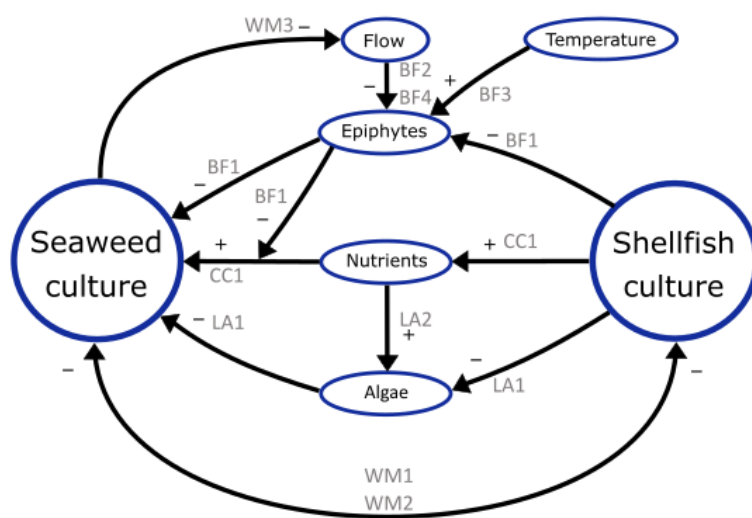 WM3 –
Flow
Temperature
BF2
–
BF4
+
BF3
Epiphytes
– BF1
BF1
–
BF1
–
Seaweed
culture
+
CC1
Nutrients
+ CC1
Shellfish
culture
– LA1
LA2
+
–
LA1
Algae
–
–
WM1
WM2